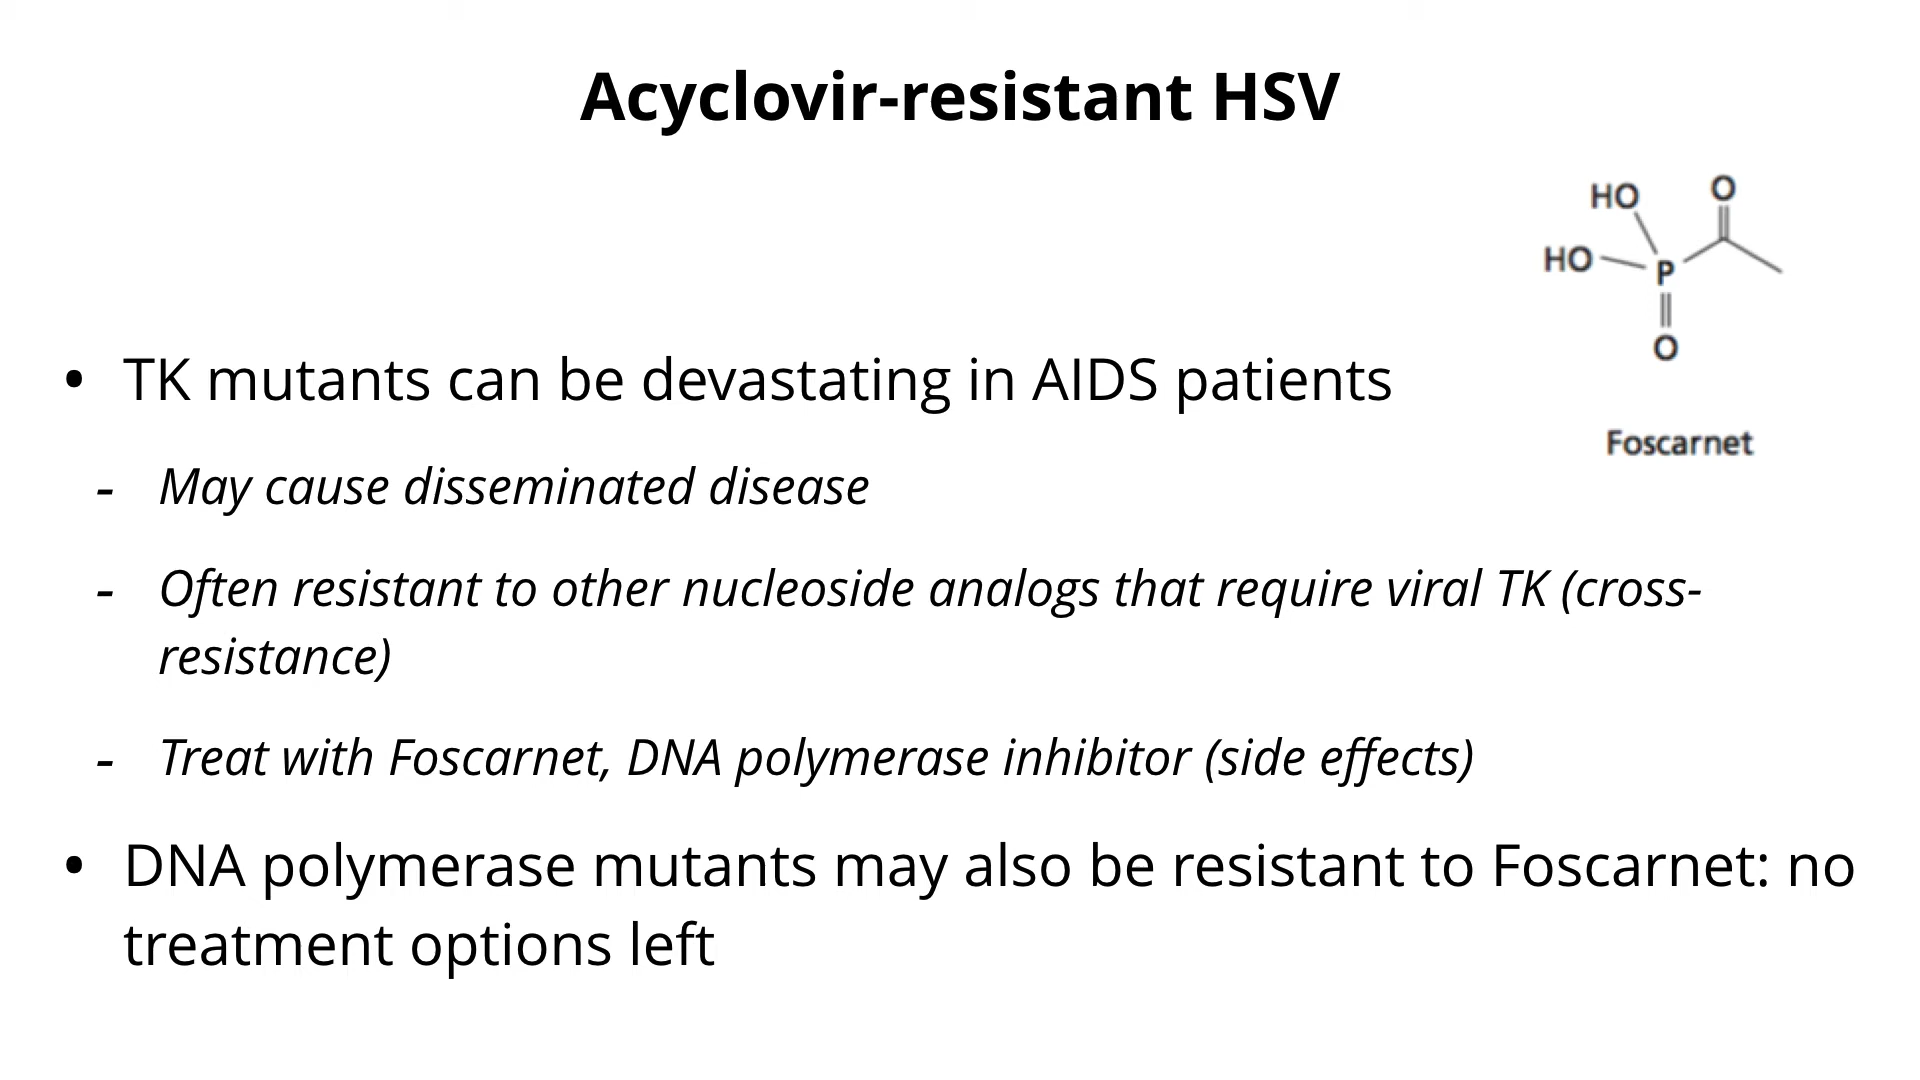 Acyclovir-resistant HSV
HO
O
HO
P
O
Foscarnet
• TK mutants can be devastating in AIDS patients
- May cause disseminated disease
- Often resistant to other nucleoside analogs that require viral TK (cross-
resistance)
- Treat with Foscarnet, DNA polymerase inhibitor (side effects)
• DNA polymerase mutants may also be resistant to Foscarnet: no
treatment options left